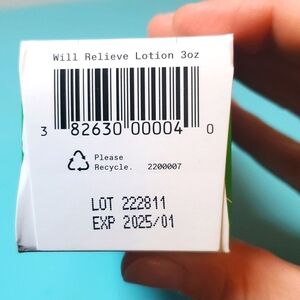 Will Relieve Lotion 3oz
3 82630 00004 0
Please
Recycle. 2200007
LOT 222811
EXP 2025/01